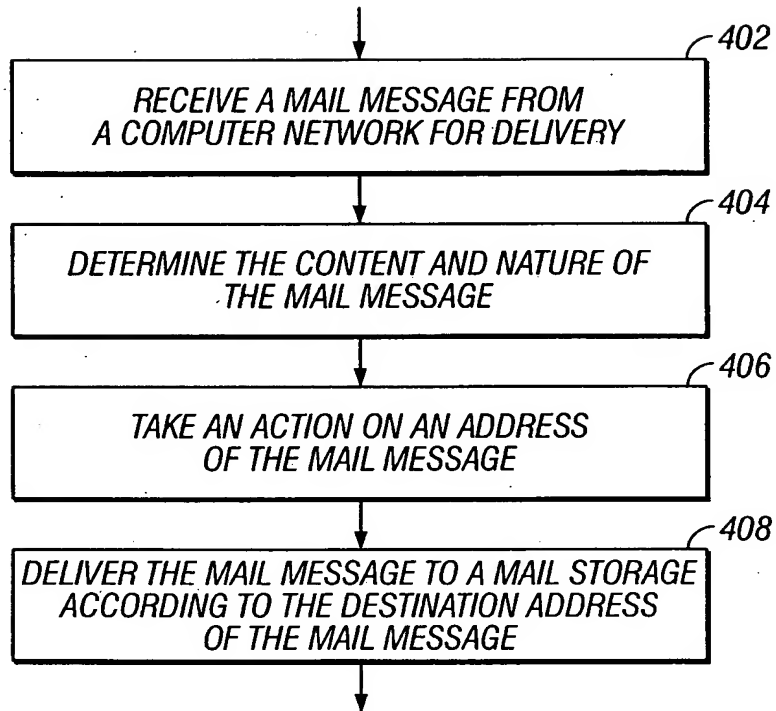 402
RECEIVE A MAIL MESSAGE FROM
A COMPUTER NETWORK FOR DELIVERY
404
DETERMINE THE CONTENT AND NATURE OF
THE MAIL MESSAGE
406
TAKE AN ACTION ON AN ADDRESS
OF THE MAIL MESSAGE
408
DELIVER THE MAIL MESSAGE TO A MAIL STORAGE
ACCORDING TO THE DESTINATION ADDRESS
OF THE MAIL MESSAGE